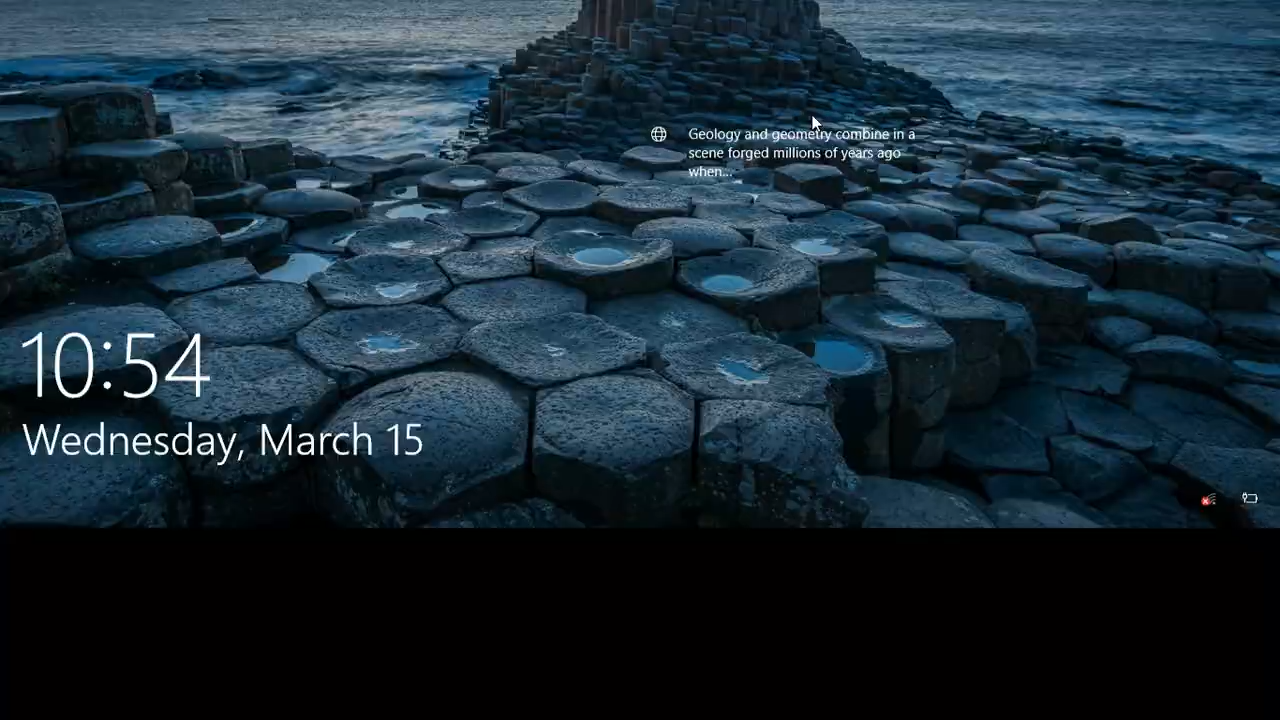 Geology and geometry combine in a
scene forged millions of years ago
when...
10:54
Wednesday, March 15